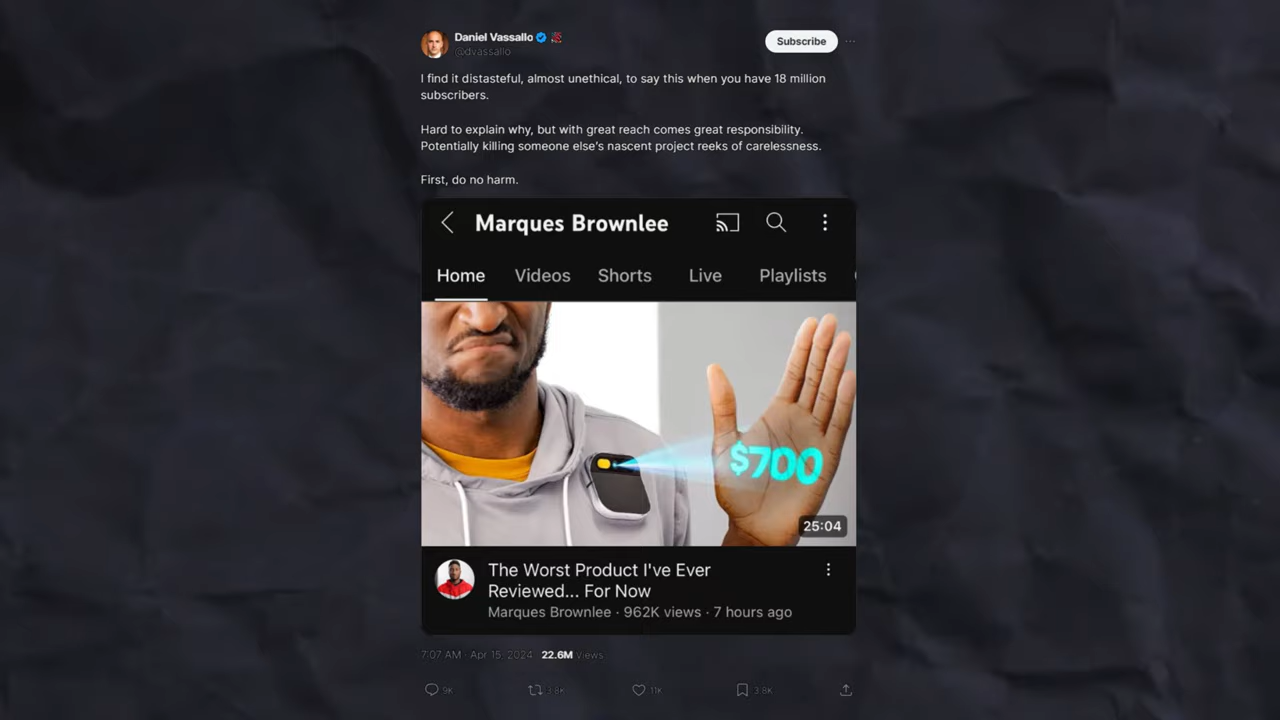 Daniel Vassallo
Subscribe
@dvassallo
I find it distasteful, almost unethical, to say this when you have 18 million
subscribers.
Hard to explain why, but with great reach comes great responsibility.
Potentially killing someone else's nascent project reeks of carelessness.
First, do no harm.
Marques Brownlee
Home Videos Shorts Live Playlists
$700
25:04
The Worst Product I've Ever
Reviewed... For Now
Marques Brownlee · 962K views · 7 hours ago
7:07 AM · Apr 15, 2024 22.6M Views
9K 3.8K 11K 3.8K